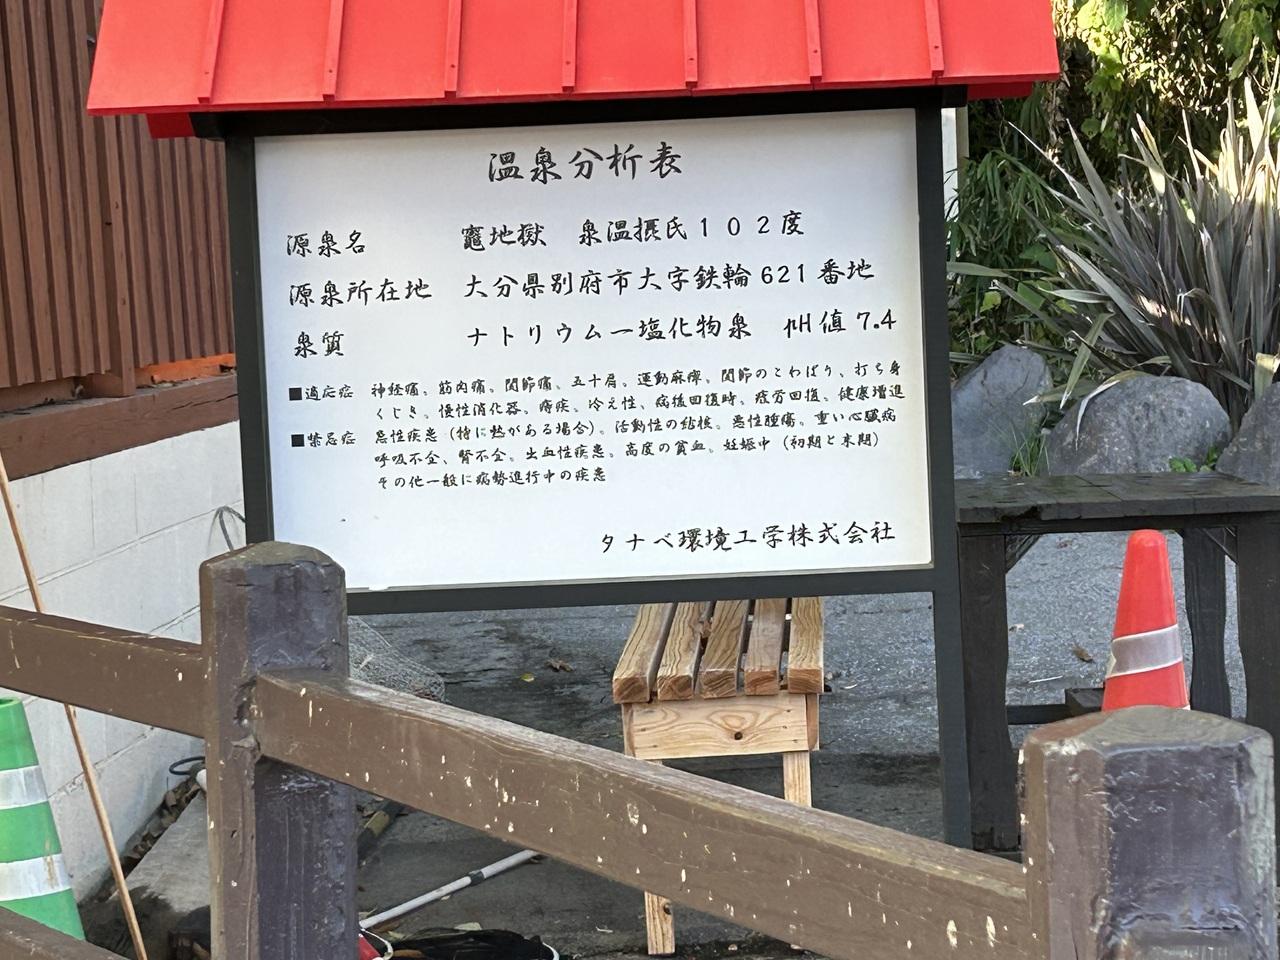 温泉分析表
源泉名 竈地獄 泉温摂氏102度
源泉所在地 大分県別府市大字鉄輪621番地
泉質 ナトリウム一塩化物泉 PH値7.4
■適応症 神経痛。筋肉痛。関節痛。五十肩。運動麻痺。関節のこわばり、打ち身
くじき。慢性消化器。痔疾。冷え性、病後回復時。疲労回復。健康増進
■禁忌症 急性疾患(特に熱がある場合)。活動性の結核。悪性腫瘍。重い心臓病
呼吸不全、腎不全。出血性疾患。高度の貧血。妊娠中(初期と末期)
その他一般に病勢進行中の疾患
タナベ環境工学株式会社